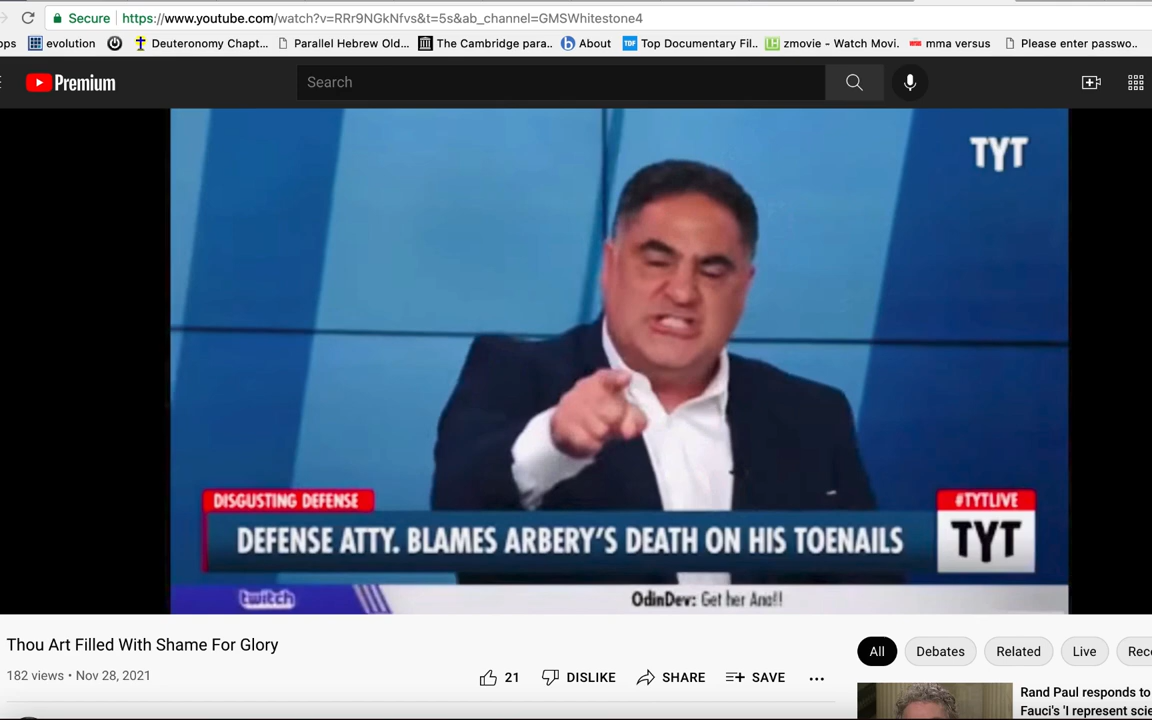 Secure https://www.youtube.com/watch?v=RRr9NGkNfvs&t=5s&ab_channel=GMSWhitestone4
ops evolution Deuteronomy Chapt... Parallel Hebrew Old... The Cambridge para.. About TDF Top Documentary Fil.. zmovie - Watch Movi. mma versus Please enter passwo..
Premium Search
TYT
DISGUSTING DEFENSE #TYTLIVE
DEFENSE ATTY. BLAMES ARBERY'S DEATH ON HIS TOENAILS TYT
twitch OdinDev: Get her Ana!!
Thou Art Filled With Shame For Glory
182 views • Nov 28, 2021 21 DISLIKE SHARE SAVE
All Debates Related Live Rece
Rand Paul responds to
Fauci's 'I represent scie